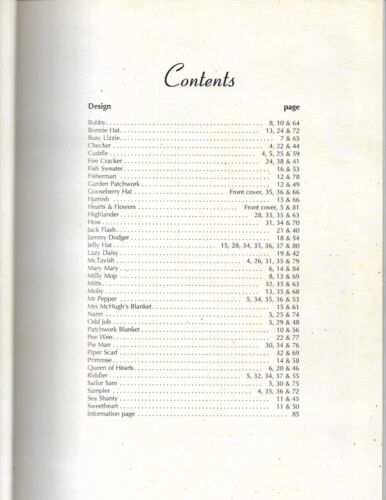 Contents
Design page
Bobby 8, 10 & 64
Bonnie Hat 13, 24 & 72
Busy Lizzie 7 & 65
Checker 4, 22 & 44
Cuddle 4, 5, 25 & 59
Fire Cracker 24, 38 & 41
Fish Sweater 16 & 53
Fisherman 12 & 78
Garden Patchwork 12 & 49
Gooseberry Hat Front cover, 35, 36 & 66
Hamish 15 & 66
Hearts & Flowers Front cover, 5 & 81
Highlander 28, 33, 35 & 63
How 31, 34 & 70
Jack Flash 21 & 40
Jammy Dodger 18 & 54
Jelly Hat 15, 28, 34, 35, 36, 37 & 80
Lazy Daisy 19 & 42
McTavish 4, 26, 31, 35 & 79
Mary Mary 6, 14 & 84
Milly Mop 8, 13 & 69
Mitts 32, 33 & 63
Moby 13, 35 & 68
Mr Pepper 5, 34, 35, 36 & 53
Mrs McHugh's Blanket 15 & 77
Nann 5, 25 & 74
Odd Job 5, 29 & 48
Patchwork Blanket 10 & 56
Pee Wee 22 & 77
Pie Man 30, 34 & 76
Piper Scarf 32 & 69
Primrose 14 & 58
Queen of Hearts 6, 20 & 46
Riddler 5, 32, 34, 37 & 55
Sailor Sam 5, 30 & 75
Sampler 4, 35, 36 & 72
Sea Shanty 11 & 45
Sweetheart 11 & 50
Information page 85